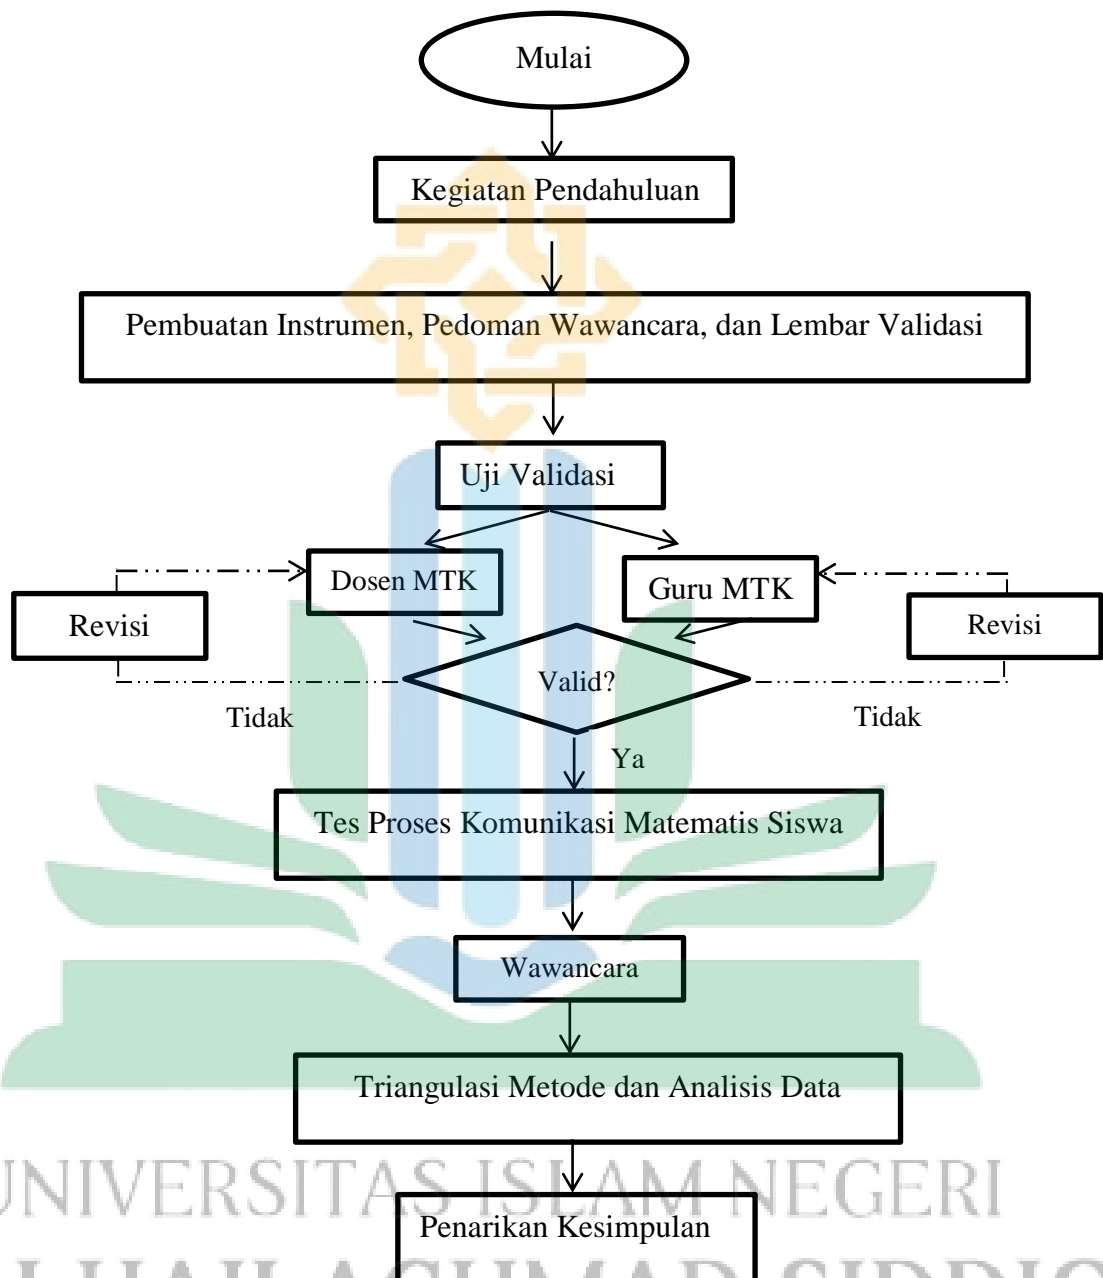 Mulai
Kegiatan Pendahuluan
Pembuatan Instrumen, Pedoman Wawancara, dan Lembar Validasi
Uji Validasi
Dosen MTK
Guru MTK
Revisi
Revisi
Valid?
Tidak
Tidak
Ya
Tes Proses Komunikasi Matematis Siswa
Wawancara
Triangulasi Metode dan Analisis Data
UNIVERSITAS ISLAM NEGERI
Penarikan Kesimpulan